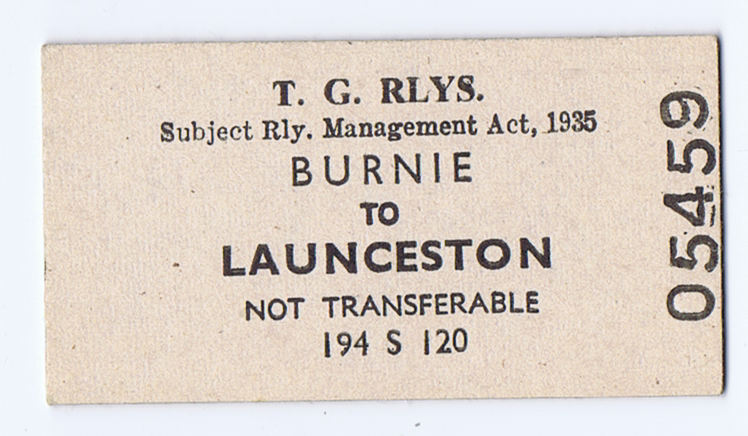 T. G. RLYS.
Subject Rly. Management Act, 1935
BURNIE
TO
LAUNCESTON
NOT TRANSFERABLE
194 S 120
05459